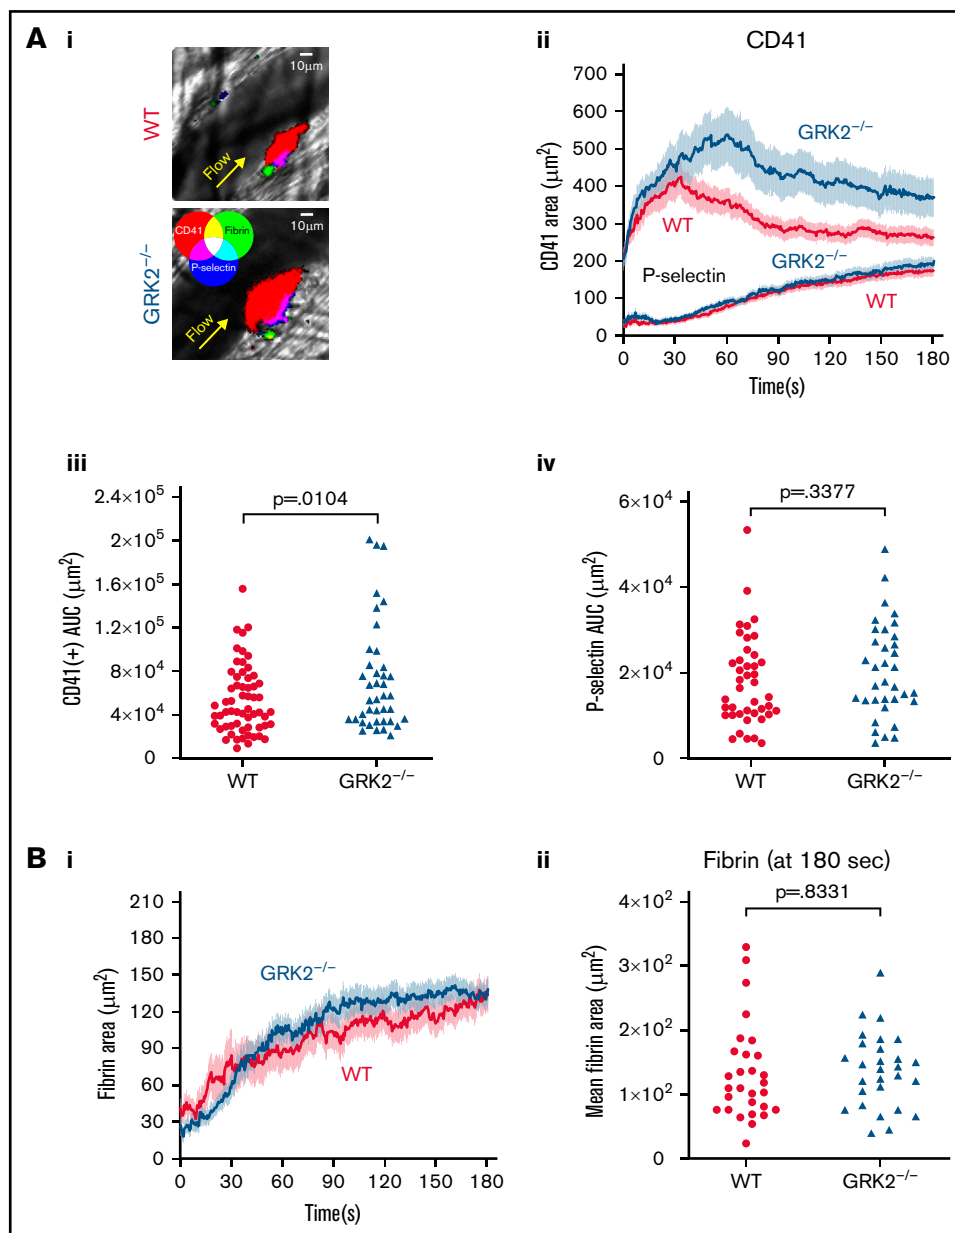 A i
WT
10µm
Flow
GRK2⁻/⁻
10µm
CD41
Fibrin
P-selectin
Flow
ii
CD41
CD41 area (µm²)
700
600
500
400
300
200
100
0
GRK2⁻/⁻
WT
P-selectin
GRK2⁻/⁻
WT
0 30 60 90 120 150 180
Time(s)
iii
CD41(+) AUC (µm²)
2.4×10⁵
2×10⁵
1.6×10⁵
1.2×10⁵
8×10⁴
4×10⁴
0
p=.0104
WT GRK2⁻/⁻
iv
P-selectin AUC (µm²)
6×10⁴
4×10⁴
2×10⁴
0
p=.3377
WT GRK2⁻/⁻
B i
Fibrin area (µm²)
210
180
150
120
90
60
30
0
GRK2⁻/⁻
WT
0 30 60 90 120 150 180
Time(s)
ii
Fibrin (at 180 sec)
Mean fibrin area (µm²)
4×10²
3×10²
2×10²
1×10²
0
p=.8331
WT GRK2⁻/⁻